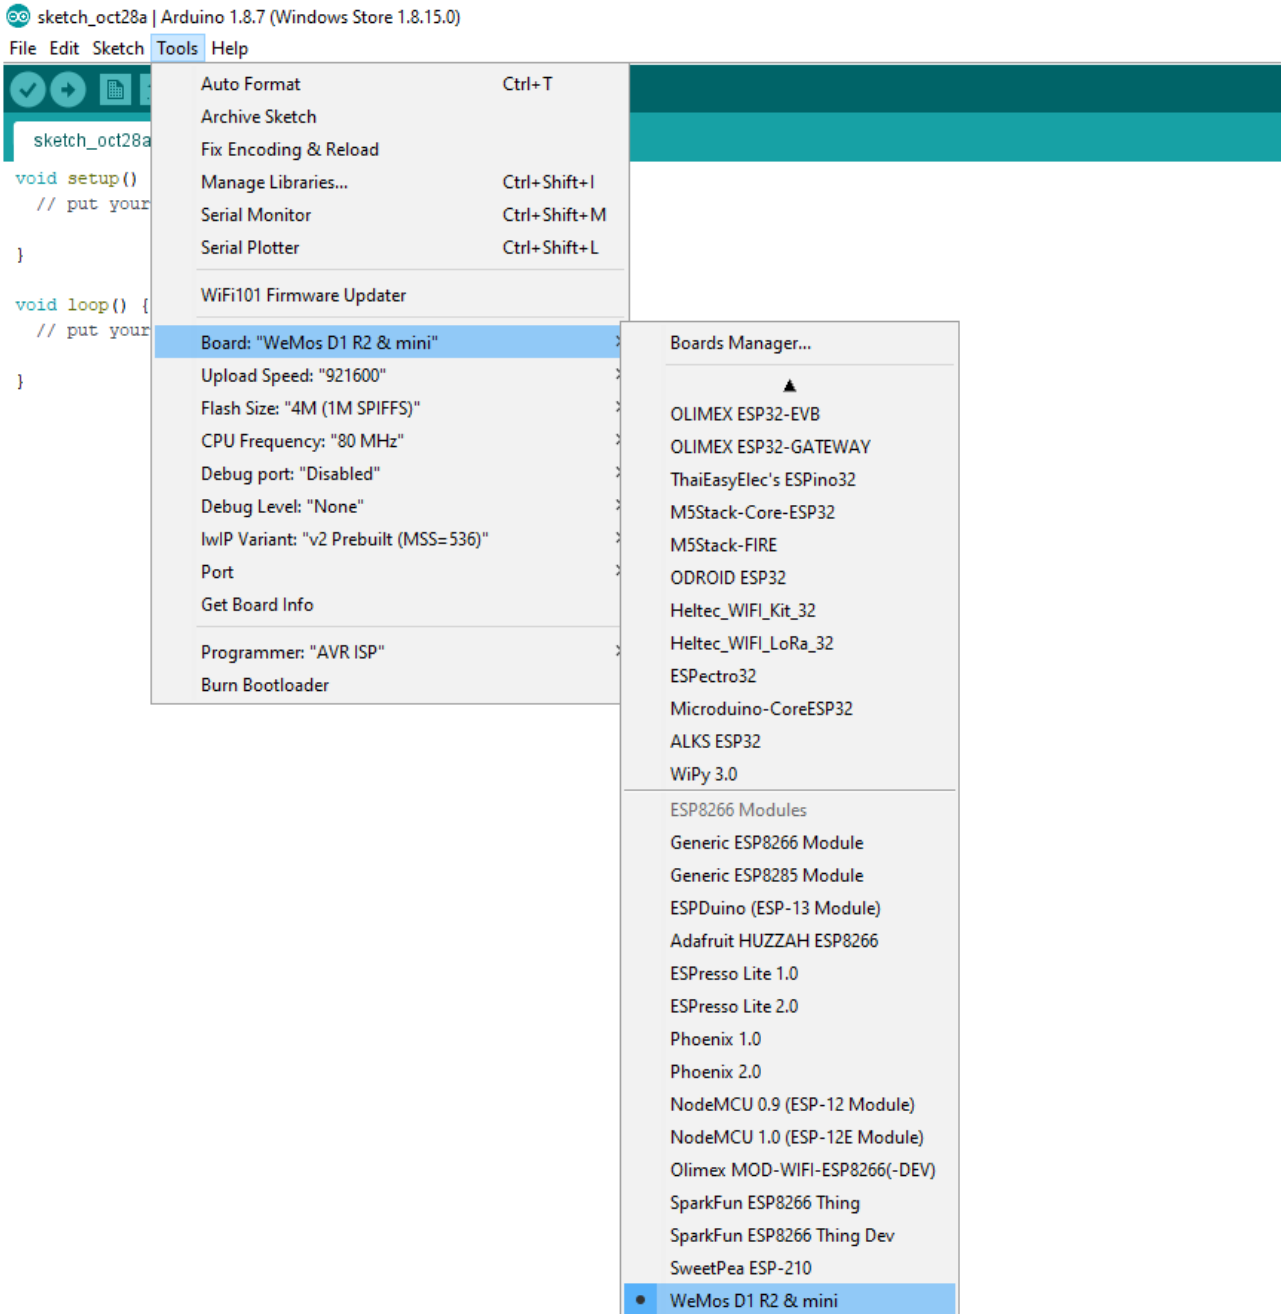 sketch_oct28a | Arduino 1.8.7 (Windows Store 1.8.15.0)
File Edit Sketch Tools Help
sketch_oct28a
void setup()
// put your
}
void loop() {
// put your
}
Auto Format Ctrl+T
Archive Sketch
Fix Encoding & Reload
Manage Libraries... Ctrl+Shift+I
Serial Monitor Ctrl+Shift+M
Serial Plotter Ctrl+Shift+L
WiFi101 Firmware Updater
Board: "WeMos D1 R2 & mini"
Upload Speed: "921600"
Flash Size: "4M (1M SPIFFS)"
CPU Frequency: "80 MHz"
Debug port: "Disabled"
Debug Level: "None"
lwIP Variant: "v2 Prebuilt (MSS=536)"
Port
Get Board Info
Programmer: "AVR ISP"
Burn Bootloader
Boards Manager...
OLIMEX ESP32-EVB
OLIMEX ESP32-GATEWAY
ThaiEasyElec's ESPino32
M5Stack-Core-ESP32
M5Stack-FIRE
ODROID ESP32
Heltec_WIFI_Kit_32
Heltec_WIFI_LoRa_32
ESPectro32
Microduino-CoreESP32
ALKS ESP32
WiPy 3.0
ESP8266 Modules
Generic ESP8266 Module
Generic ESP8285 Module
ESPDuino (ESP-13 Module)
Adafruit HUZZAH ESP8266
ESPresso Lite 1.0
ESPresso Lite 2.0
Phoenix 1.0
Phoenix 2.0
NodeMCU 0.9 (ESP-12 Module)
NodeMCU 1.0 (ESP-12E Module)
Olimex MOD-WIFI-ESP8266(-DEV)
SparkFun ESP8266 Thing
SparkFun ESP8266 Thing Dev
SweetPea ESP-210
WeMos D1 R2 & mini